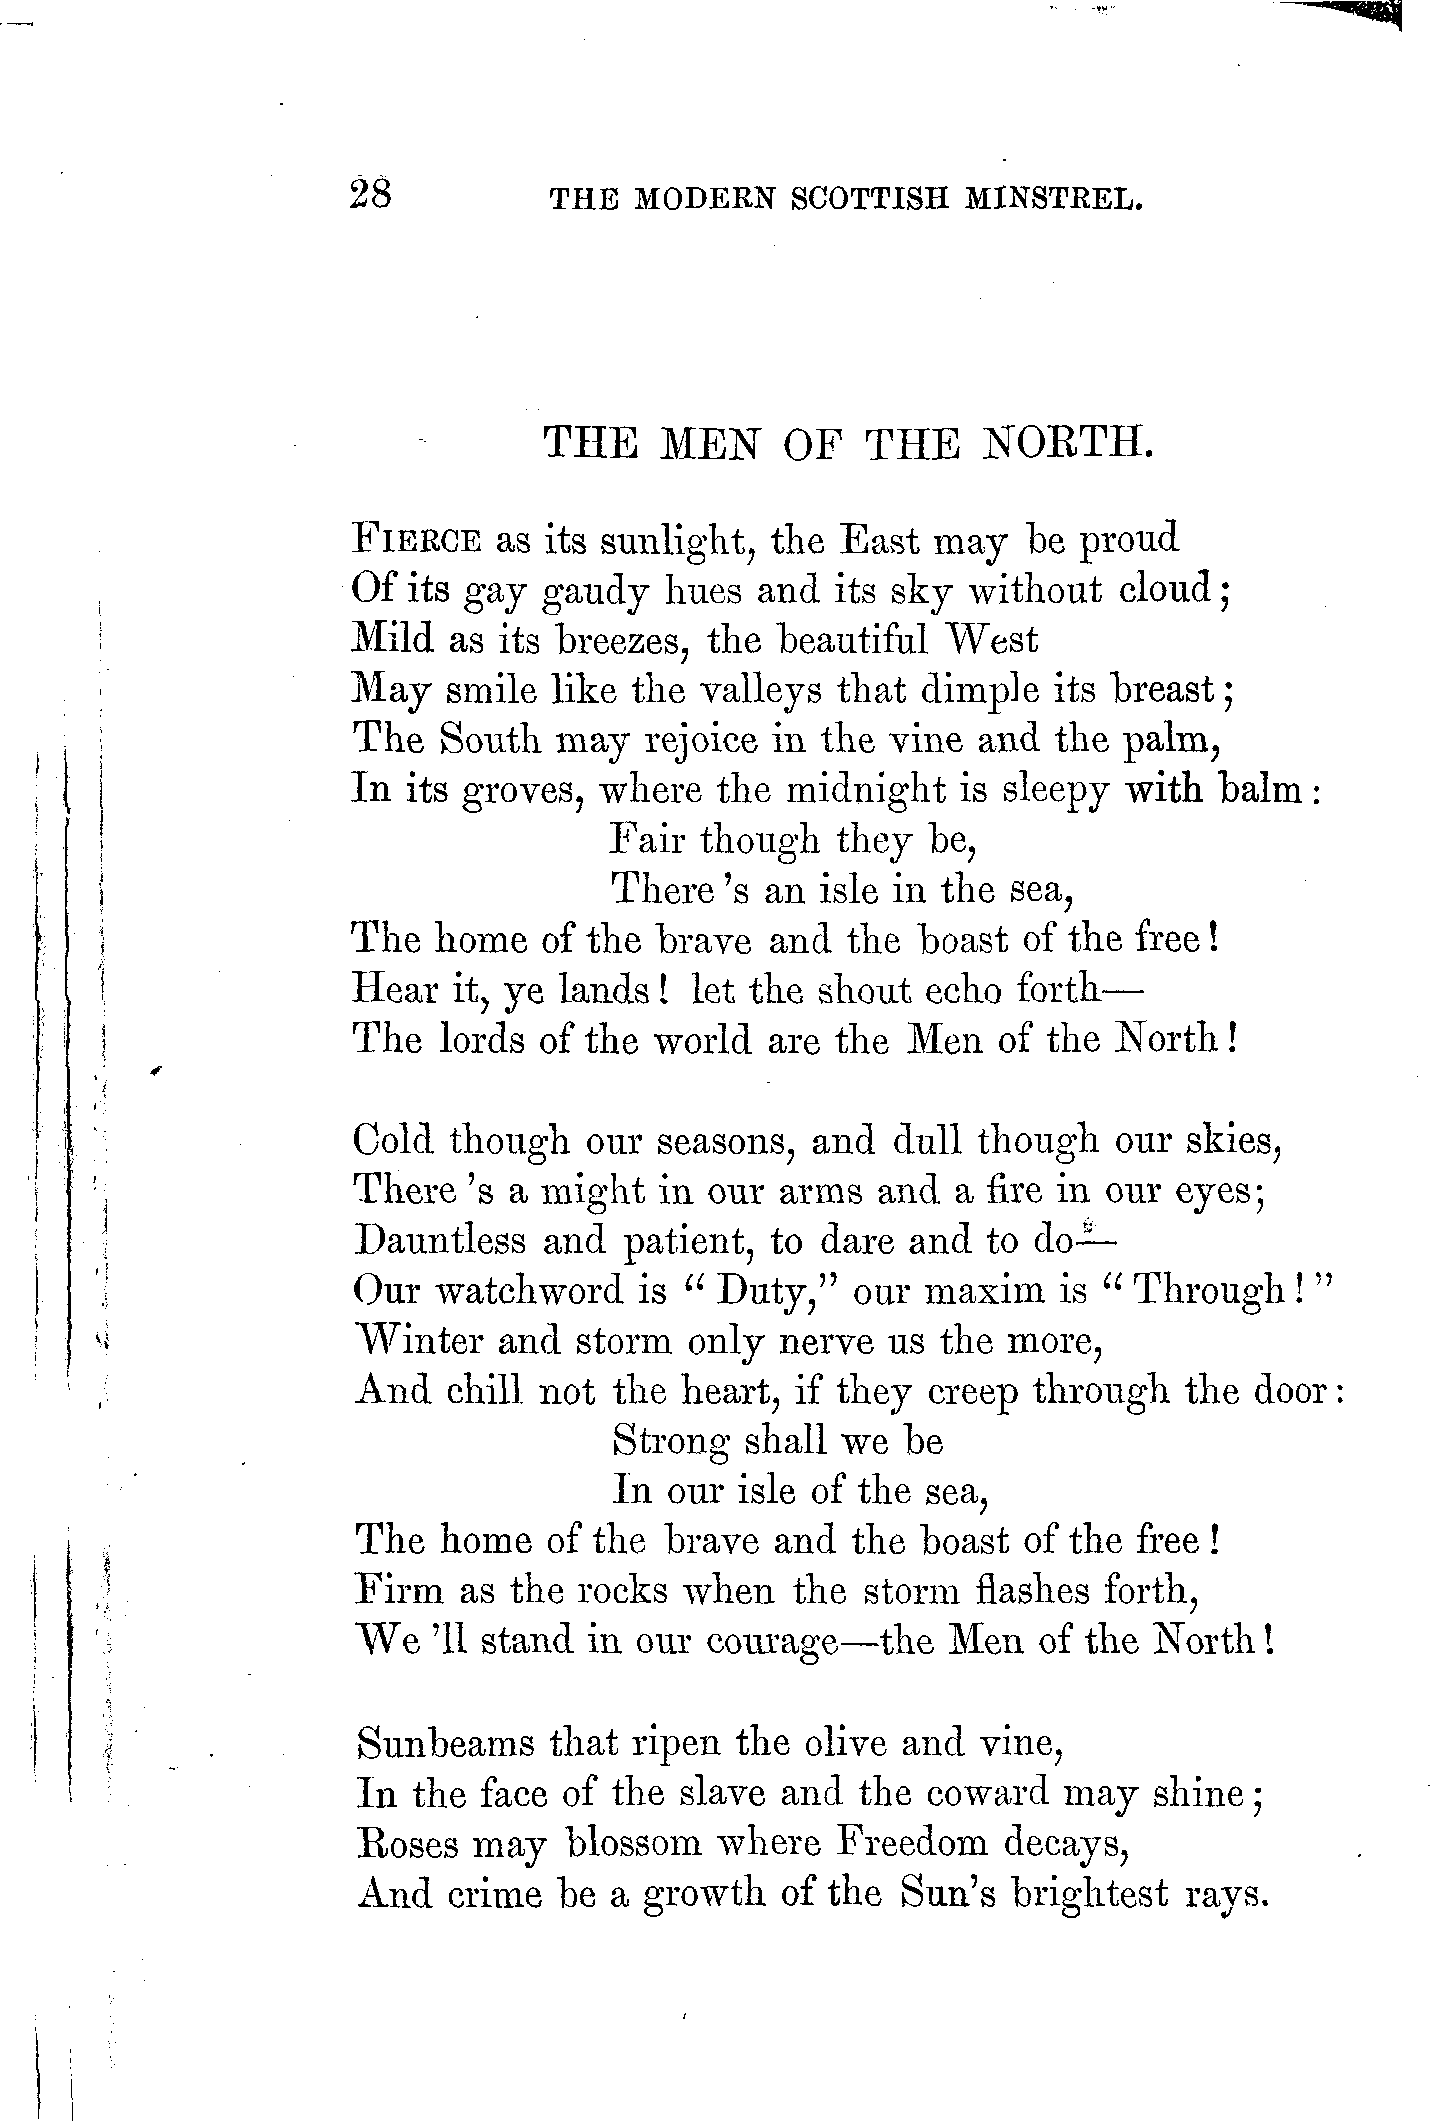 28 THE MODERN SCOTTISH MINSTREL.
THE MEN OF THE NORTH.
FIERCE as its sunlight, the East may be proud
Of its gay gaudy hues and its sky without cloud;
Mild as its breezes, the beautiful West
May smile like the valleys that dimple its breast;
The South may rejoice in the vine and the palm,
In its groves, where the midnight is sleepy with balm:
Fair though they be,
There 's an isle in the sea,
The home of the brave and the boast of the free!
Hear it, ye lands! let the shout echo forth—
The lords of the world are the Men of the North!
Cold though our seasons, and dull though our skies,
There 's a might in our arms and a fire in our eyes;
Dauntless and patient, to dare and to do—
Our watchword is "Duty," our maxim is "Through!"
Winter and storm only nerve us the more,
And chill not the heart, if they creep through the door:
Strong shall we be
In our isle of the sea,
The home of the brave and the boast of the free!
Firm as the rocks when the storm flashes forth,
We 'll stand in our courage—the Men of the North!
Sunbeams that ripen the olive and vine,
In the face of the slave and the coward may shine;
Roses may blossom where Freedom decays,
And crime be a growth of the Sun's brightest rays.